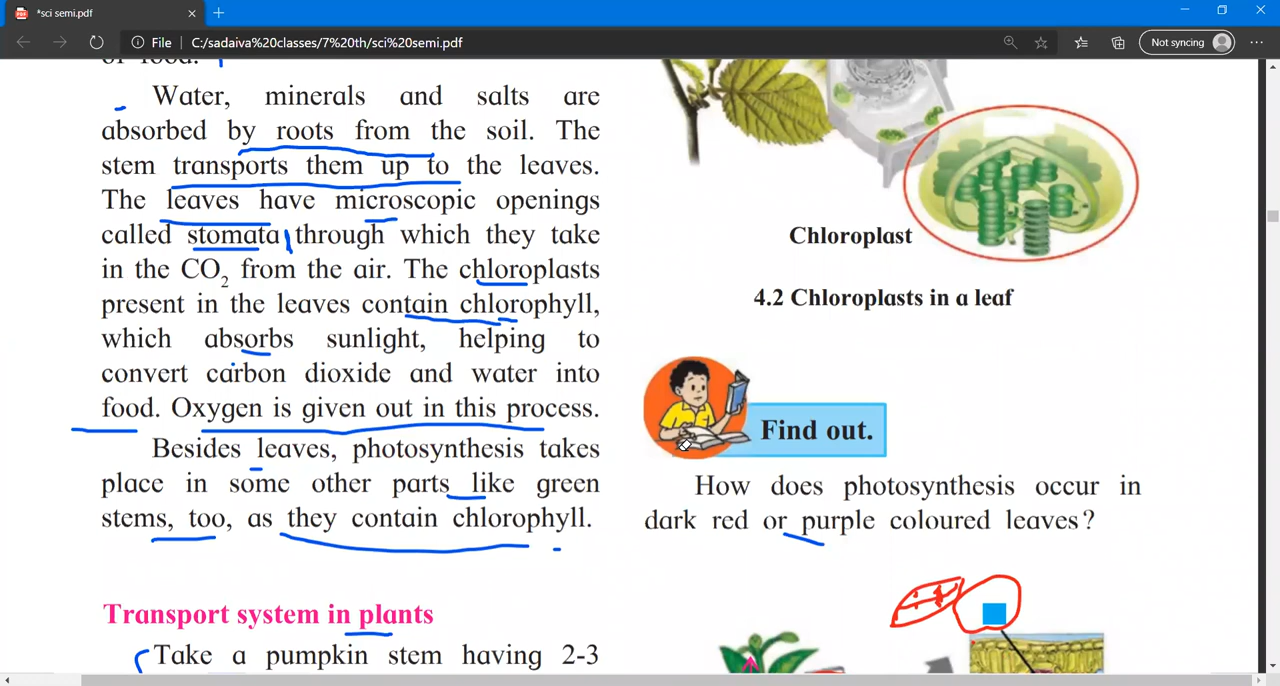 *sci semi.pdf
File
C:/sadaiva%20classes/7%20th/sci%20semi.pdf
Not syncing
of food.
Water, minerals and salts are
absorbed by roots from the soil. The
stem transports them up to the leaves.
The leaves have microscopic openings
called stomata through which they take
in the CO2 from the air. The chloroplasts
present in the leaves contain chlorophyll,
which absorbs sunlight, helping to
convert carbon dioxide and water into
food. Oxygen is given out in this process.
Besides leaves, photosynthesis takes
place in some other parts like green
stems, too, as they contain chlorophyll.
Transport system in plants
Take a pumpkin stem having 2-3
Chloroplast
4.2 Chloroplasts in a leaf
Find out.
How does photosynthesis occur in
dark red or purple coloured leaves?